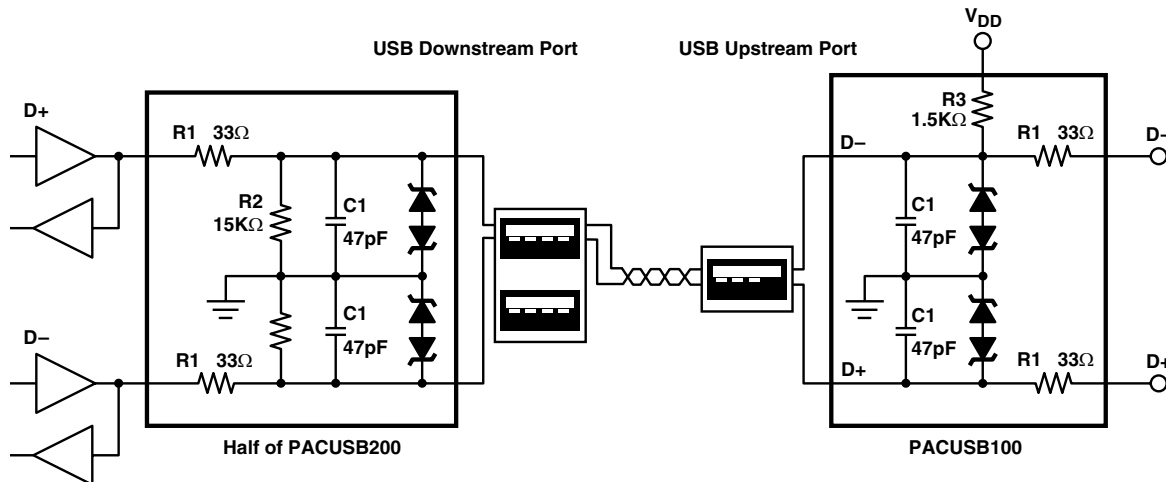 V_DD
USB Downstream Port
USB Upstream Port
D+
R1 33Ω
R2
15KΩ
C1
47pF
C1
47pF
D−
R1 33Ω
Half of PACUSB200
R3
1.5KΩ
D−
R1 33Ω
D−
C1
47pF
C1
47pF
D+
R1 33Ω
D+
PACUSB100